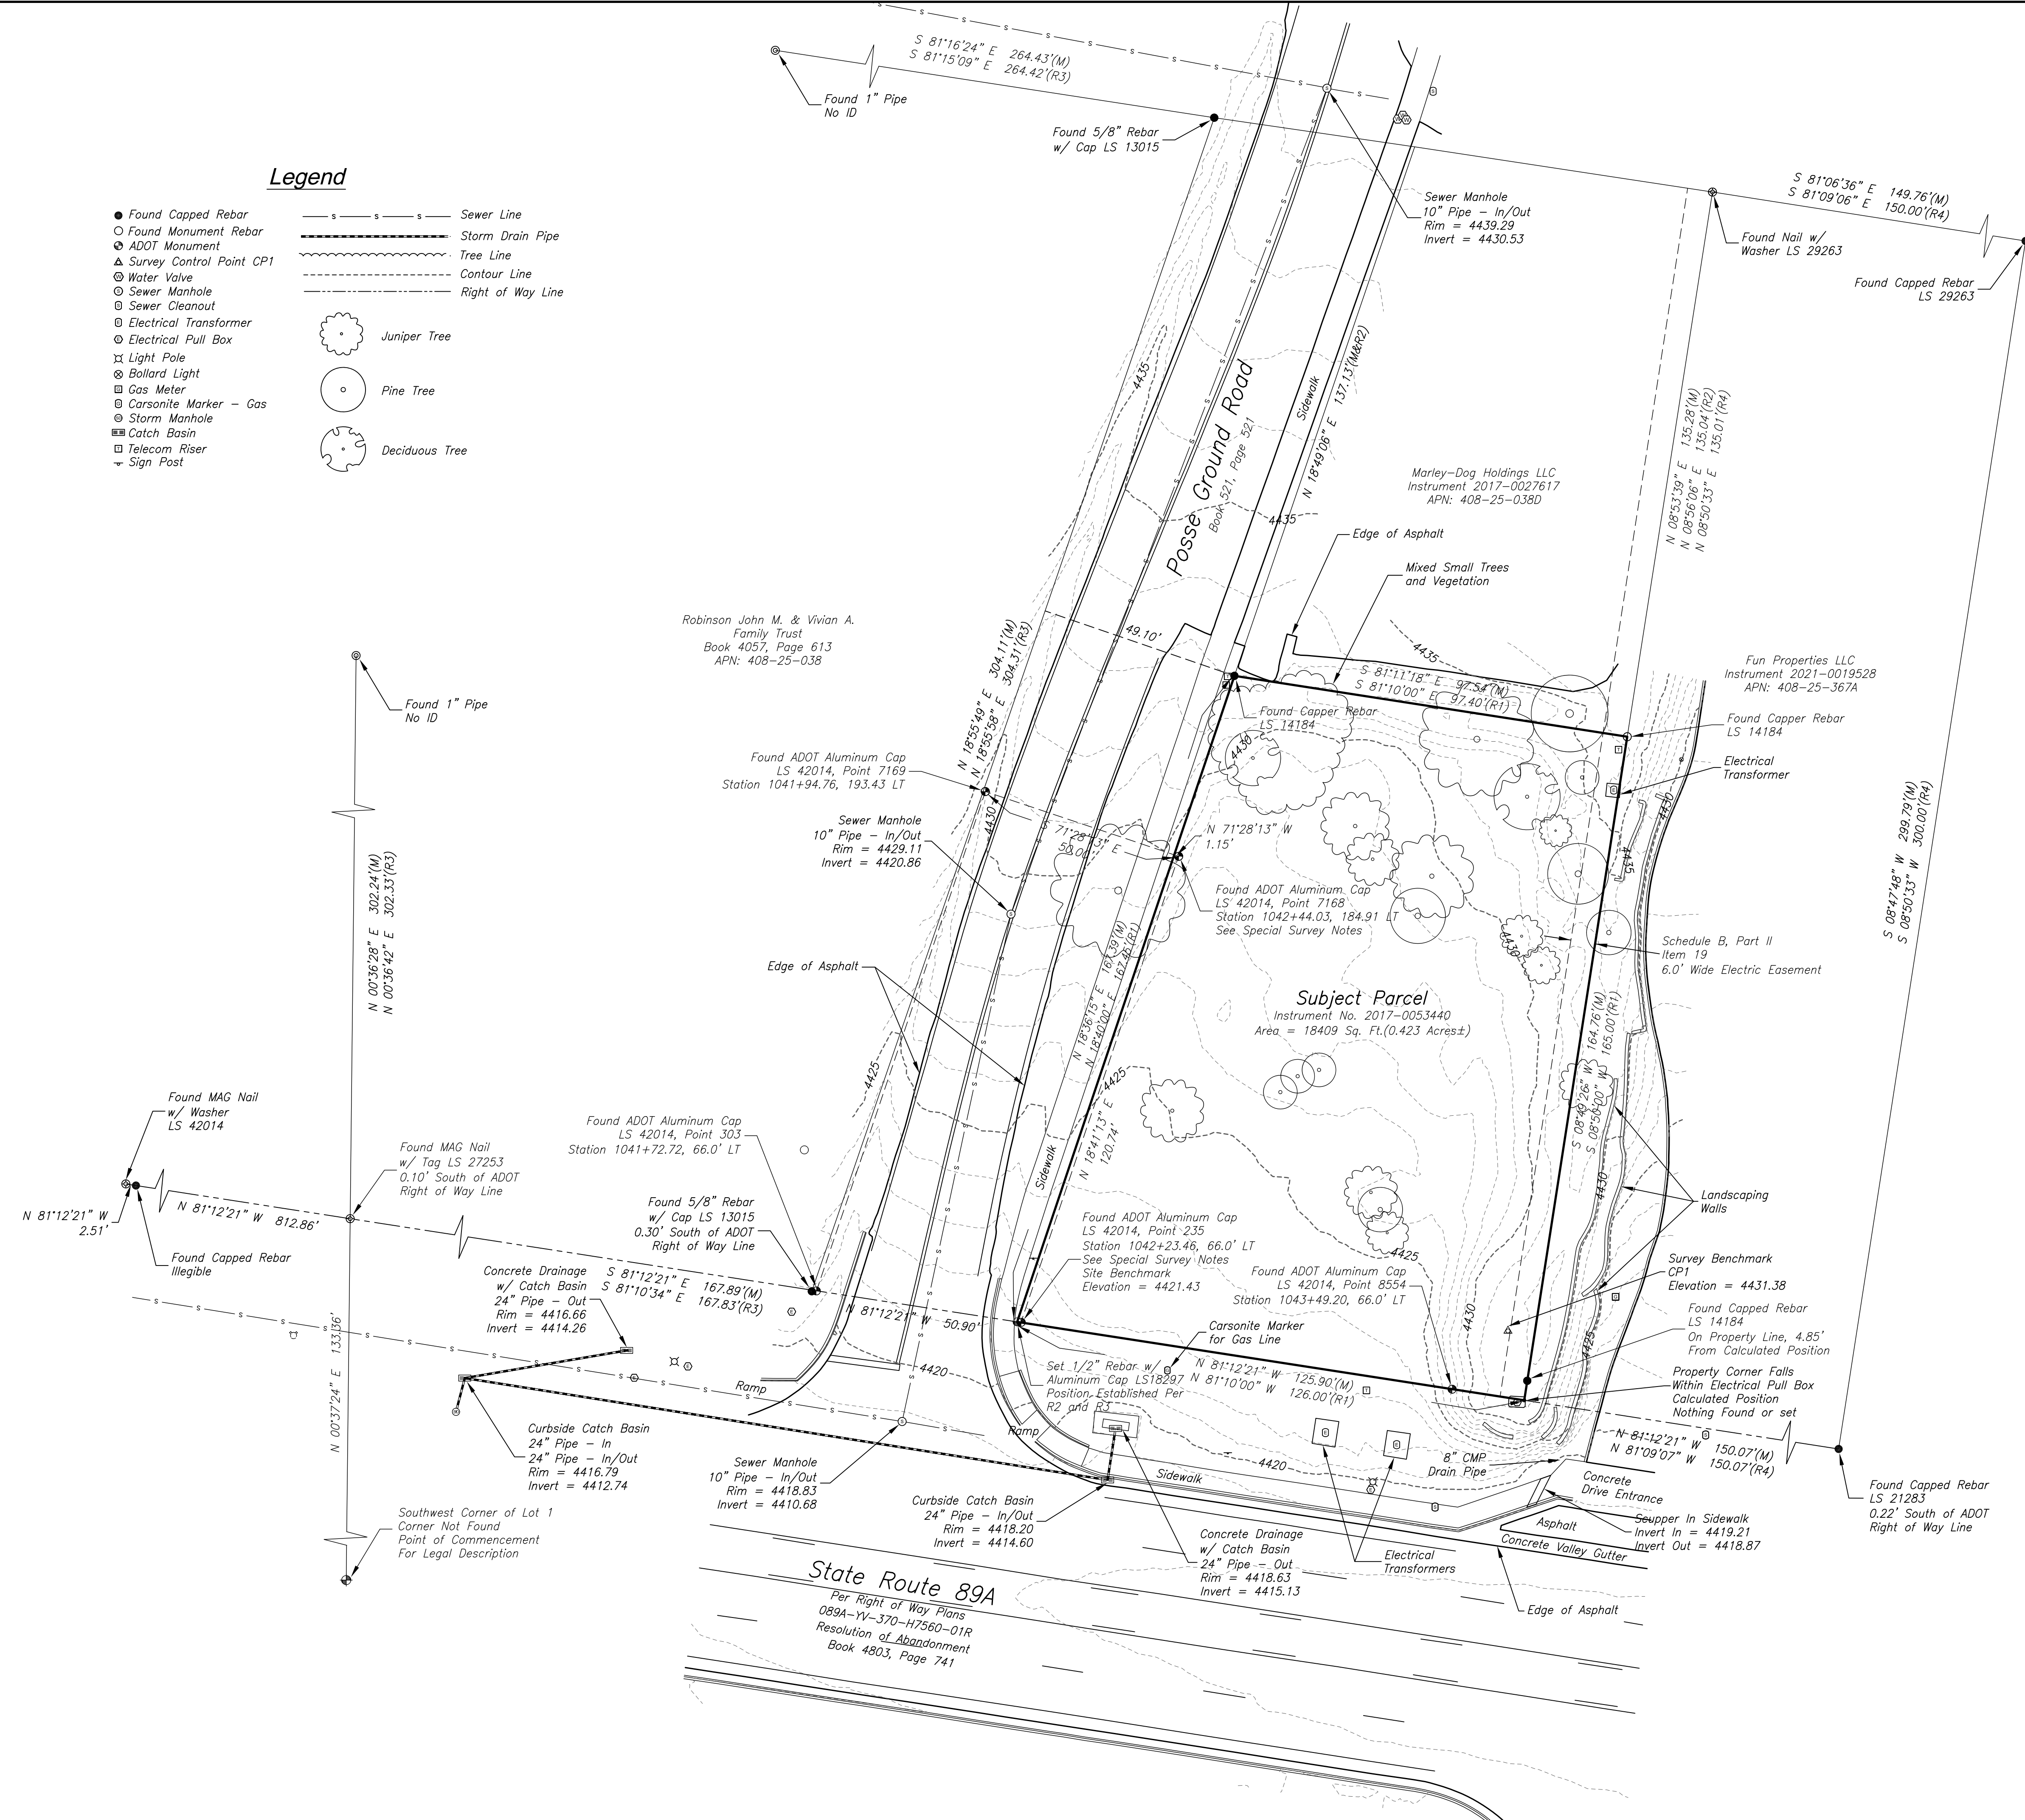 S 81°16'24" E 264.43'(M)
S 81°15'09" E 264.42'(R3)
Found 1" Pipe
No ID
Found 5/8" Rebar
w/ Cap LS 13015
Sewer Manhole
10" Pipe - In/Out
Rim = 4439.29
Invert = 4430.53
S 81°06'36" E 149.76'(M)
S 81°09'06" E 150.00'(R4)
Found Nail w/
Washer LS 29263
Found Capped Rebar
LS 29263
Legend
Found Capped Rebar
Found Monument Rebar
ADOT Monument
Survey Control Point CP1
Water Valve
Sewer Manhole
Sewer Cleanout
Electrical Transformer
Electrical Pull Box
Light Pole
Bollard Light
Gas Meter
Carsonite Marker - Gas
Storm Manhole
Catch Basin
Telecom Riser
Sign Post
Sewer Line
Storm Drain Pipe
Tree Line
Contour Line
Right of Way Line
Juniper Tree
Pine Tree
Deciduous Tree
4435
Posse Ground Road
Book 521, Page 521
Sidewalk
N 18°49'06" E 137.13'(M&R2)
4435
Marley-Dog Holdings LLC
Instrument 2017-0027617
APN: 408-25-038D
N 08°53'39" E 135.28'(M)
N 08°56'06" E 135.04'(R2)
N 08°50'33" E 135.01'(R4)
Edge of Asphalt
Mixed Small Trees
and Vegetation
Robinson John M. & Vivian A.
Family Trust
Book 4057, Page 613
APN: 408-25-038
N 18°55'49" E 304.11'(M)
N 18°55'58" E 304.31'(R3)
49.10'
4435
S 81°11'18" E 97.54'(M)
S 81°10'00" E 97.40'(R1)
Fun Properties LLC
Instrument 2021-0019528
APN: 408-25-367A
Found Capper Rebar
LS 14184
Found Capper Rebar
LS 14184
Electrical
Transformer
4430
4430
4435
Found 1" Pipe
No ID
Found ADOT Aluminum Cap
LS 42014, Point 7169
Station 1041+94.76, 193.43 LT
4430
71°28'13" E
N 71°28'13" W
1.15'
Sewer Manhole
10" Pipe - In/Out
Rim = 4429.11
Invert = 4420.86
Found ADOT Aluminum Cap
LS 42014, Point 7168
Station 1042+44.03, 184.91 LT
See Special Survey Notes
N 00°36'28" E 302.24'(M)
N 00°36'42" E 302.33'(R3)
Edge of Asphalt
N 18°36'15" E 167.39'(M)
N 18°40'00" E 167.45'(R1)
4430
Schedule B, Part II
Item 19
6.0' Wide Electric Easement
S 08°47'48" W 299.79'(M)
S 08°50'33" W 300.00'(R4)
Subject Parcel
Instrument No. 2017-0053440
Area = 18409 Sq. Ft.(0.423 Acres±)
S 08°49'26" W 164.76'(M)
S 08°50'00" W 165.00'(R1)
4425
4425
N 18°41'13" E
120.74'
Sidewalk
Found MAG Nail
w/ Washer
LS 42014
N 81°12'21" W
2.51'
Found Capped Rebar
Illegible
N 81°12'21" W 812.86'
Found MAG Nail
w/ Tag LS 27253
0.10' South of ADOT
Right of Way Line
Found ADOT Aluminum Cap
LS 42014, Point 303
Station 1041+72.72, 66.0' LT
Found 5/8" Rebar
w/ Cap LS 13015
0.30' South of ADOT
Right of Way Line
S 81°12'21" E 167.89'(M)
S 81°10'34" E 167.83'(R3)
Concrete Drainage
w/ Catch Basin
24" Pipe - Out
Rim = 4416.66
Invert = 4414.26
N 81°12'21" W 50.90'
Found ADOT Aluminum Cap
LS 42014, Point 235
Station 1042+23.46, 66.0' LT
See Special Survey Notes
Site Benchmark
Elevation = 4421.43
Found ADOT Aluminum Cap
LS 42014, Point 8554
Station 1043+49.20, 66.0' LT
4425
4430
4430
4425
Landscaping
Walls
Survey Benchmark
CP1
Elevation = 4431.38
Found Capped Rebar
LS 14184
On Property Line, 4.85'
From Calculated Position
Property Corner Falls
Within Electrical Pull Box
Calculated Position
Nothing Found or set
Carsonite Marker
for Gas Line
Set 1/2" Rebar w/
Aluminum Cap LS18297
Position Established Per
R2 and R3
N 81°12'21" W 125.90'(M)
N 81°10'00" W 126.00'(R1)
N 81°12'21" W 150.07'(M)
N 81°09'07" W 150.07'(R4)
4420
Ramp
Ramp
N 00°37'24" E 133.36'
Curbside Catch Basin
24" Pipe - In
24" Pipe - In/Out
Rim = 4416.79
Invert = 4412.74
Sewer Manhole
10" Pipe - In/Out
Rim = 4418.83
Invert = 4410.68
Curbside Catch Basin
24" Pipe - In/Out
Rim = 4418.20
Invert = 4414.60
Sidewalk
4420
8" CMP
Drain Pipe
Concrete
Drive Entrance
Found Capped Rebar
LS 21283
0.22' South of ADOT
Right of Way Line
Scupper In Sidewalk
Invert In = 4419.21
Invert Out = 4418.87
Asphalt
Concrete Valley Gutter
Concrete Drainage
w/ Catch Basin
24" Pipe - Out
Rim = 4418.63
Invert = 4415.13
Electrical
Transformers
Edge of Asphalt
Southwest Corner of Lot 1
Corner Not Found
Point of Commencement
For Legal Description
State Route 89A
Per Right of Way Plans
089A-YV-370-H7560-01R
Resolution of Abandonment
Book 4803, Page 741